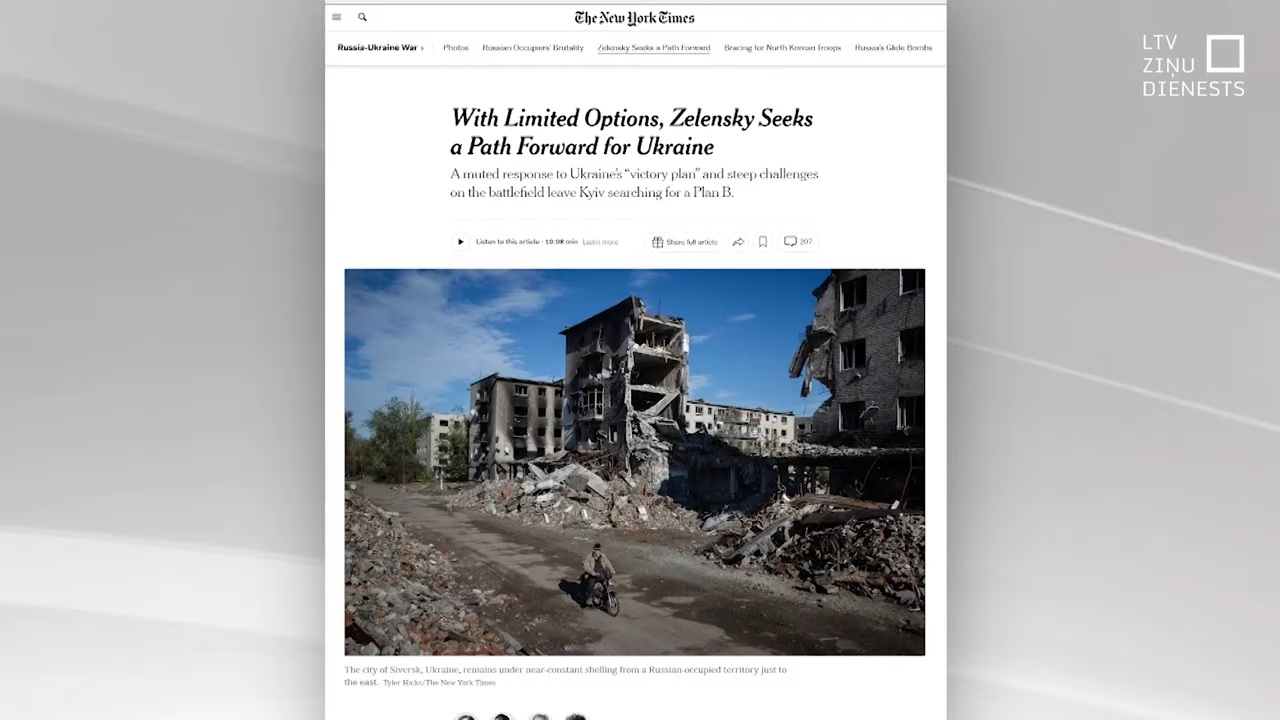 The New York Times
LTV
ZIŅU
DIENESTS
Russia-Ukraine War › Photos Russian Occupiers' Brutality Zelensky Seeks a Path Forward Bracing for North Korean Troops Russia's Glide Bombs
With Limited Options, Zelensky Seeks
a Path Forward for Ukraine
A muted response to Ukraine's “victory plan” and steep challenges
on the battlefield leave Kyiv searching for a Plan B.
Listen to this article · 10:08 min Learn more Share full article 207
The city of Siversk, Ukraine, remains under near-constant shelling from a Russian-occupied territory just to
the east. Tyler Hicks/The New York Times